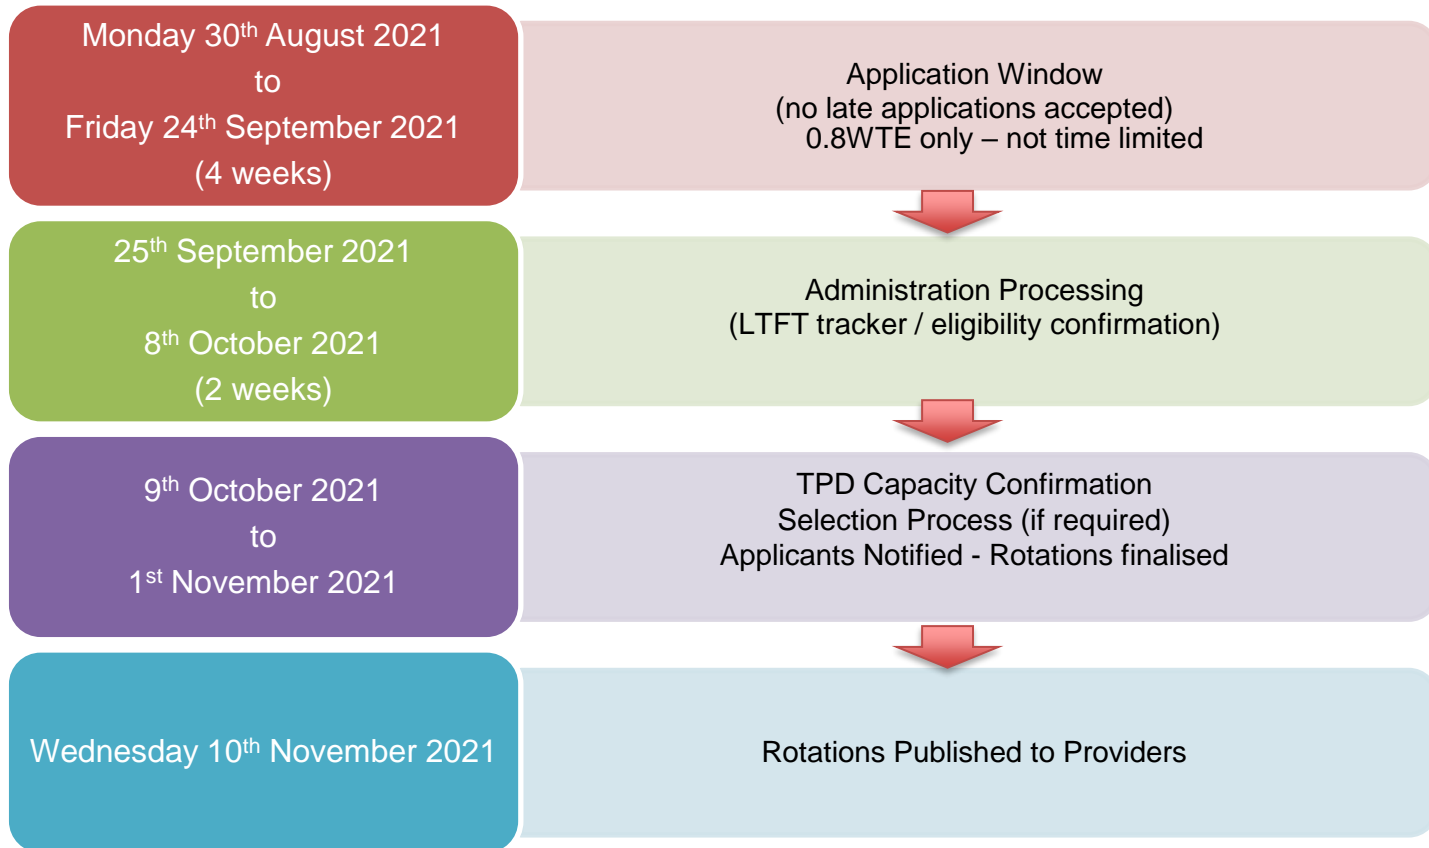 Monday 30th August 2021
to
Friday 24th September 2021
(4 weeks)
Application Window
(no late applications accepted)
0.8WTE only – not time limited
25th September 2021
to
8th October 2021
(2 weeks)
Administration Processing
(LTFT tracker / eligibility confirmation)
9th October 2021
to
1st November 2021
TPD Capacity Confirmation
Selection Process (if required)
Applicants Notified - Rotations finalised
Wednesday 10th November 2021
Rotations Published to Providers